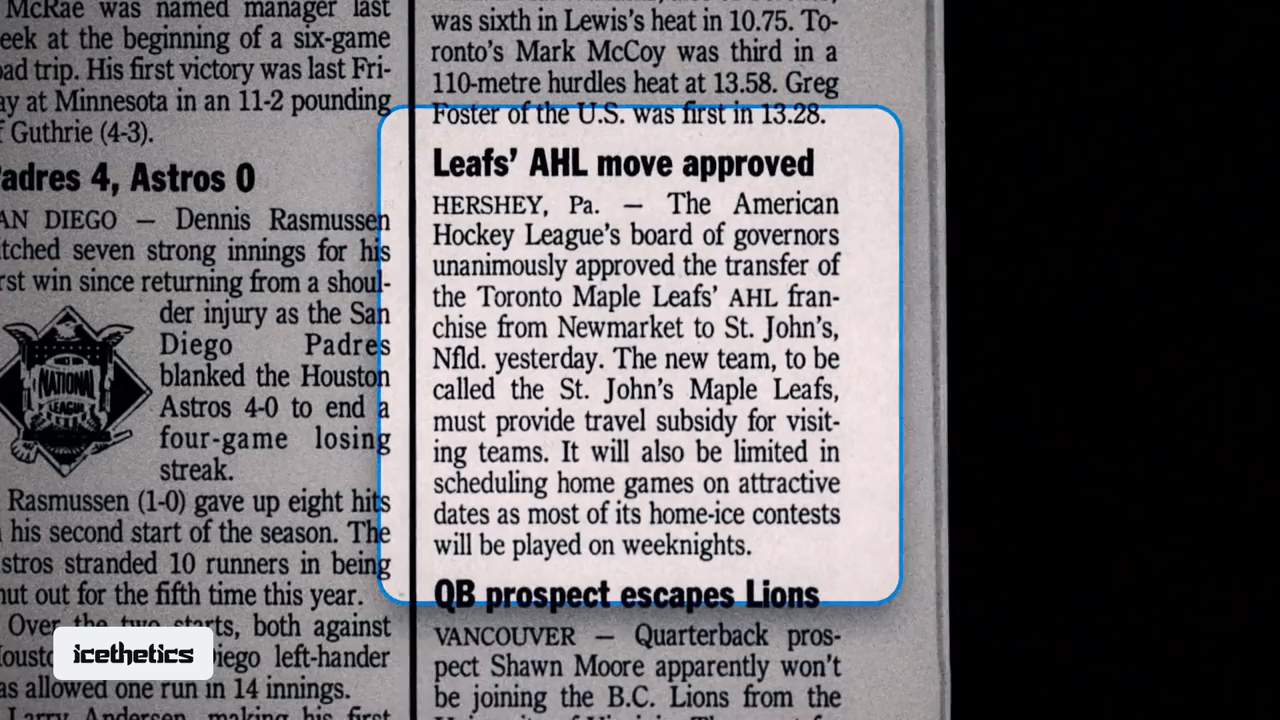 McRae was named manager last
at the beginning of a six-game
trip. His first victory was last Fri-
at Minnesota in an 11-2 pounding
Guthrie (4-3).
Padres 4, Astros 0
SAN DIEGO — Dennis Rasmussen
pitched seven strong innings for his
first win since returning from a shoul-
der injury as the San
Diego Padres
blanked the Houston
Astros 4-0 to end a
four-game losing
streak.
NATIONAL
LEAGUE
Rasmussen (1-0) gave up eight hits
his second start of the season. The
Astros stranded 10 runners in being
out for the fifth time this year.
Over the two starts, both against
Diego left-hander
allowed one run in 14 innings.
Larry Andersen, making his first
was sixth in Lewis's heat in 10.75. To-
ronto's Mark McCoy was third in a
110-metre hurdles heat at 13.58. Greg
Foster of the U.S. was first in 13.28.
Leafs' AHL move approved
HERSHEY, Pa. — The American
Hockey League's board of governors
unanimously approved the transfer of
the Toronto Maple Leafs' AHL fran-
chise from Newmarket to St. John's,
Nfld. yesterday. The new team, to be
called the St. John's Maple Leafs,
must provide travel subsidy for visit-
ing teams. It will also be limited in
scheduling home games on attractive
dates as most of its home-ice contests
will be played on weeknights.
QB prospect escapes Lions
VANCOUVER — Quarterback pros-
pect Shawn Moore apparently won't
be joining the B.C. Lions from the
icethetics